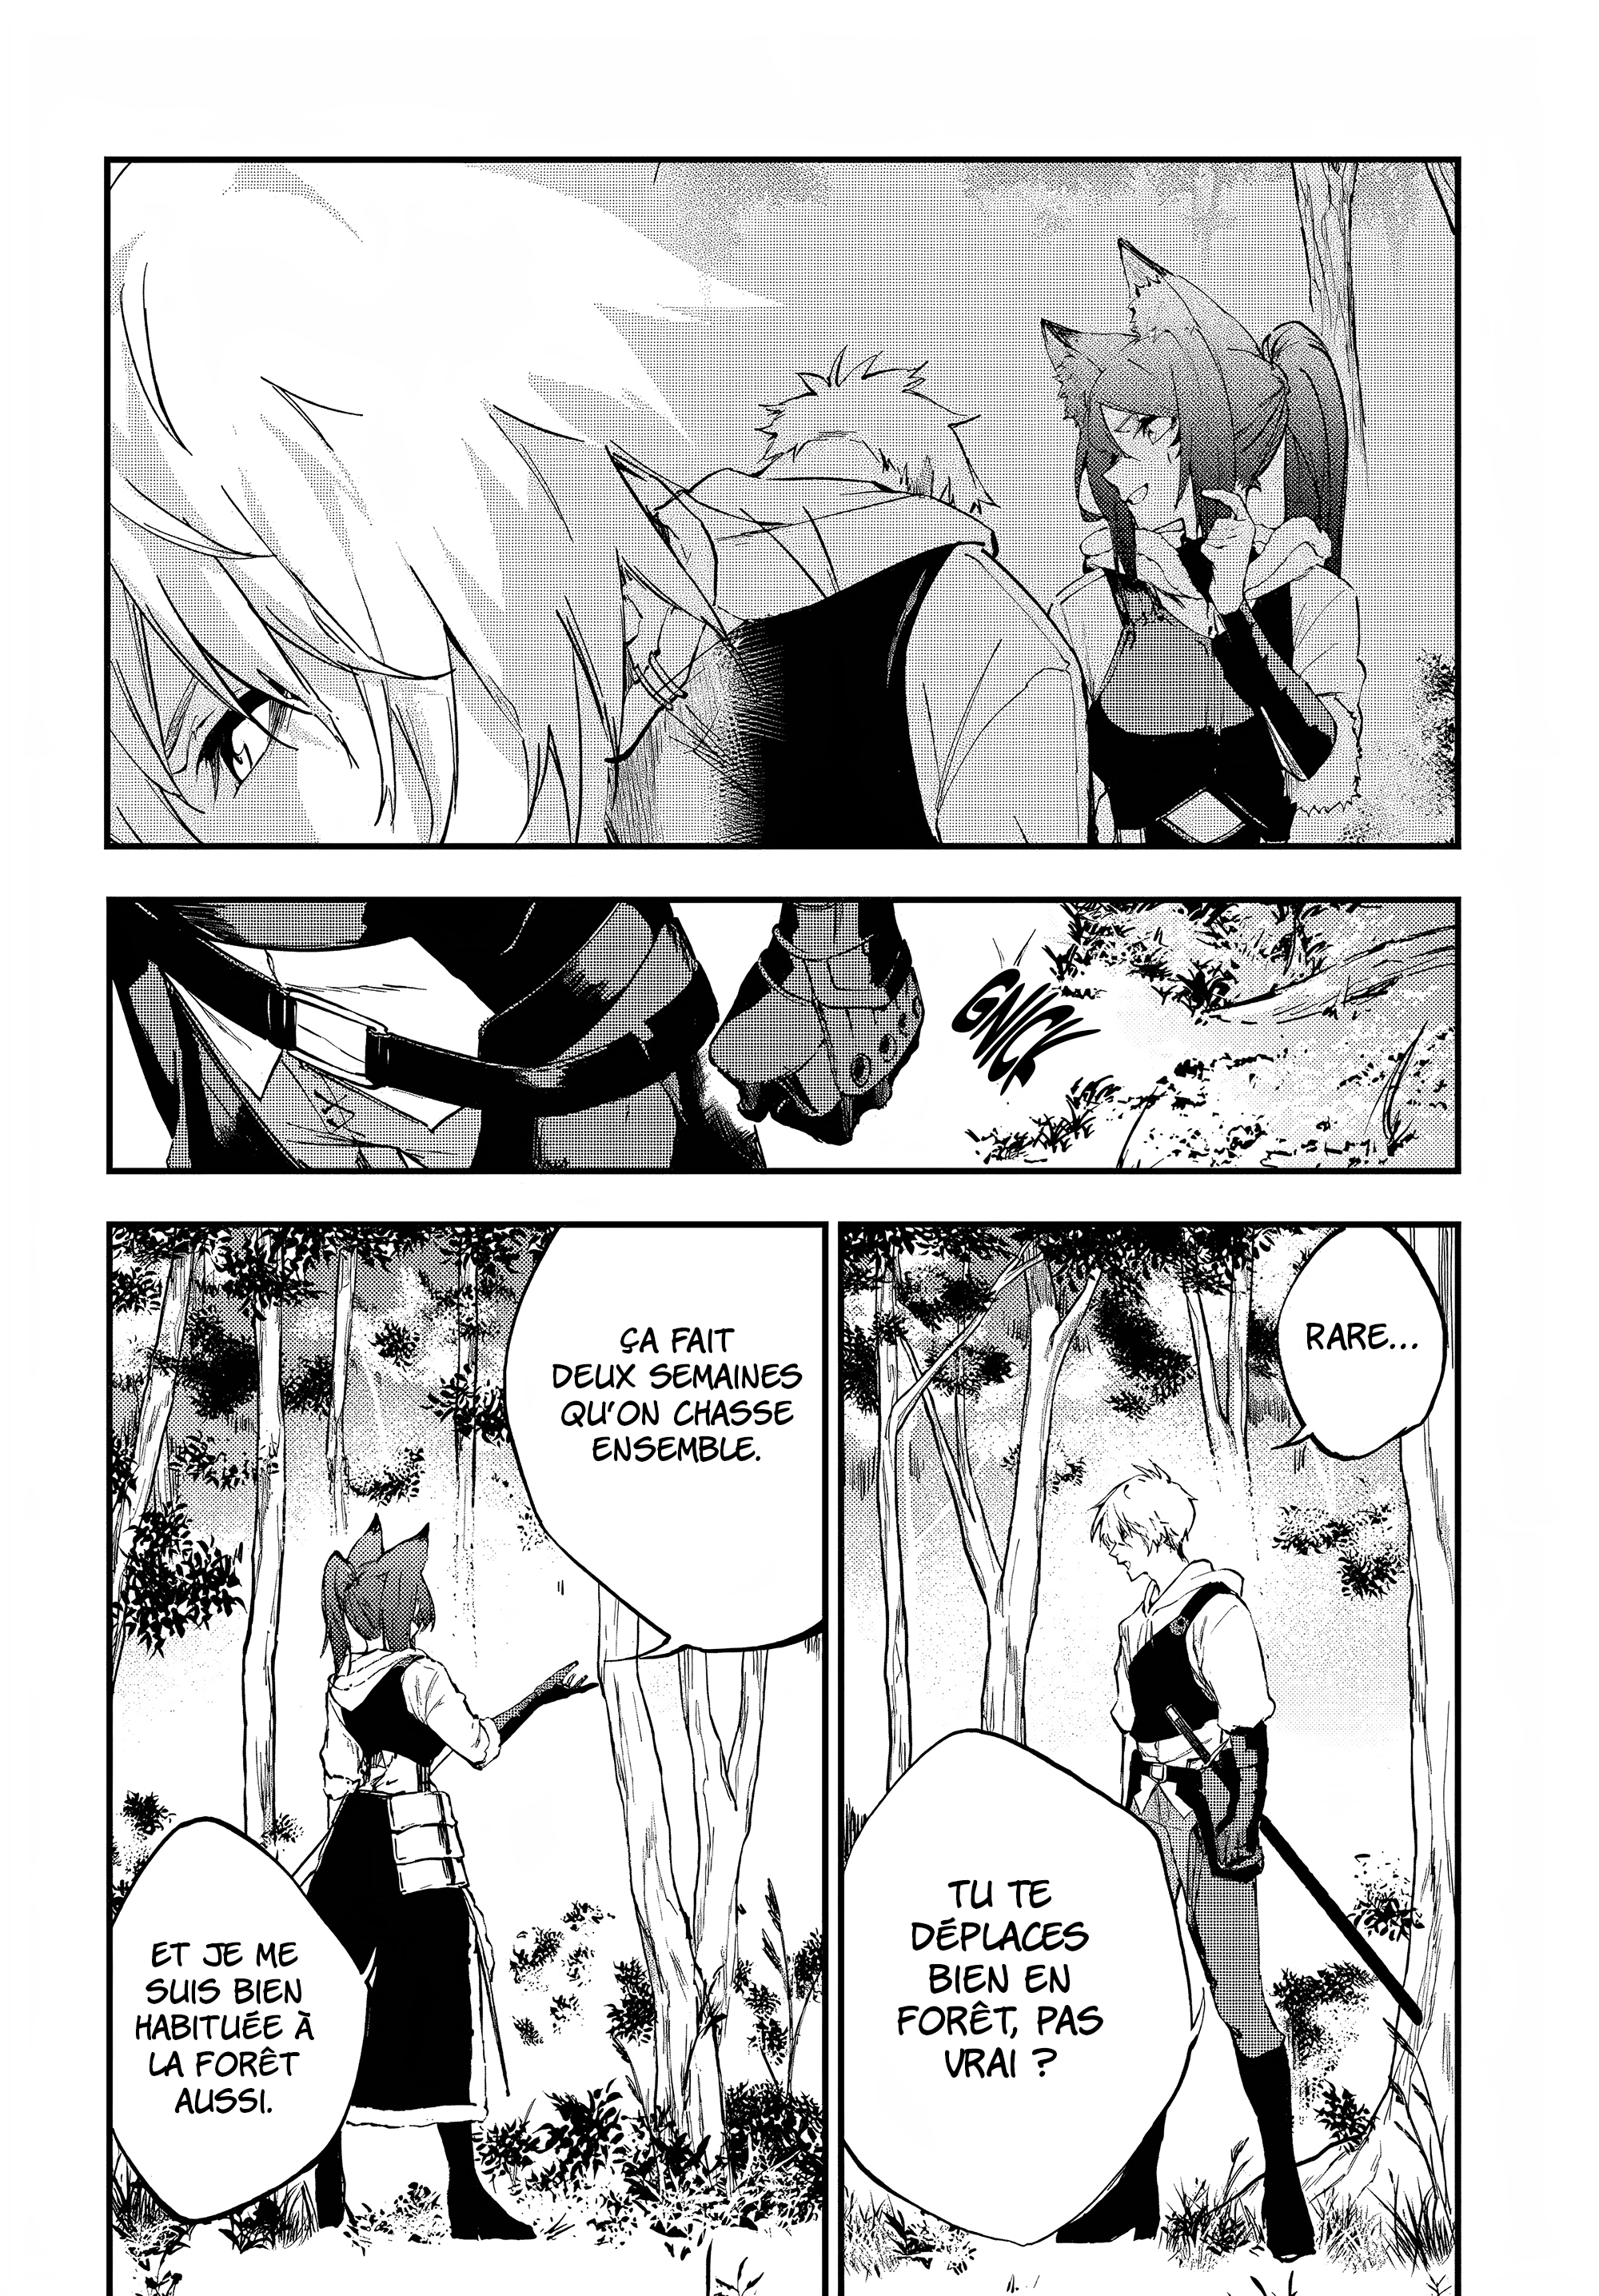 GNICK
RARE...
TU TE
DÉPLACES
BIEN EN
FORÊT, PAS
VRAI ?
ÇA FAIT
DEUX SEMAINES
QU'ON CHASSE
ENSEMBLE.
ET JE ME
SUIS BIEN
HABITUÉE À
LA FORÊT
AUSSI.